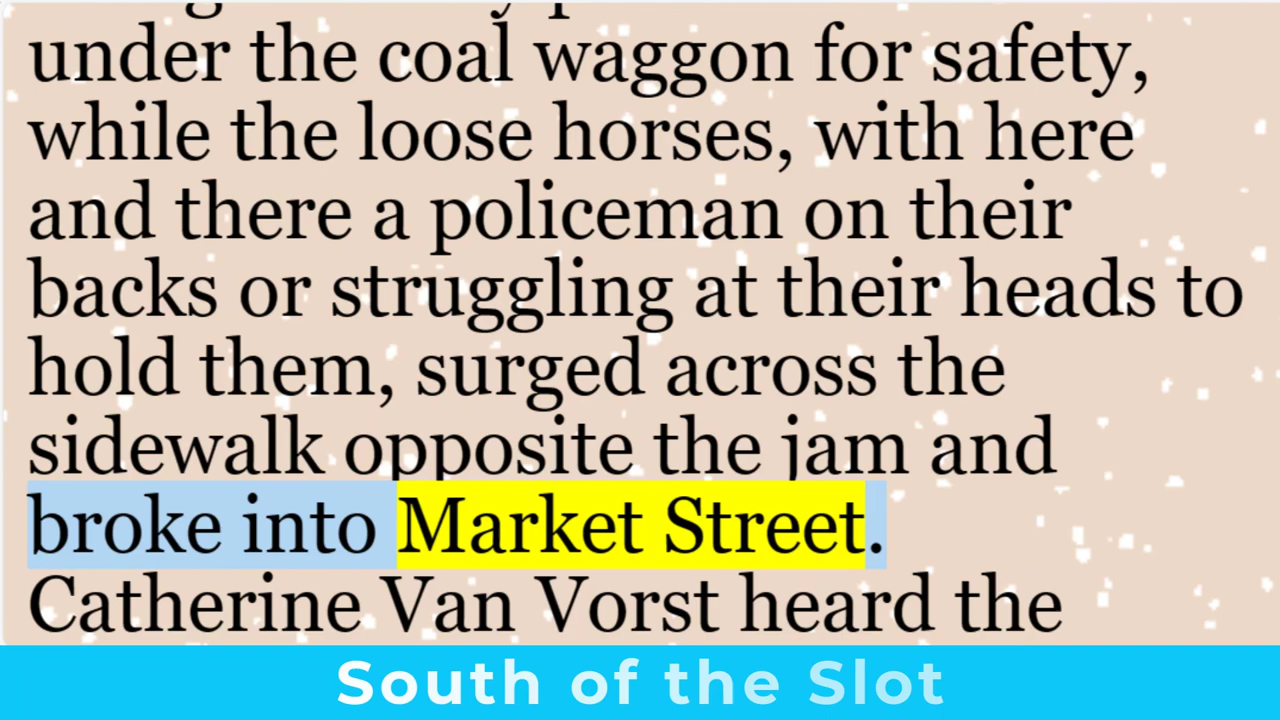 under the coal waggon for safety,
while the loose horses, with here
and there a policeman on their
backs or struggling at their heads to
hold them, surged across the
sidewalk opposite the jam and
broke into Market Street.
Catherine Van Vorst heard the
South of the Slot